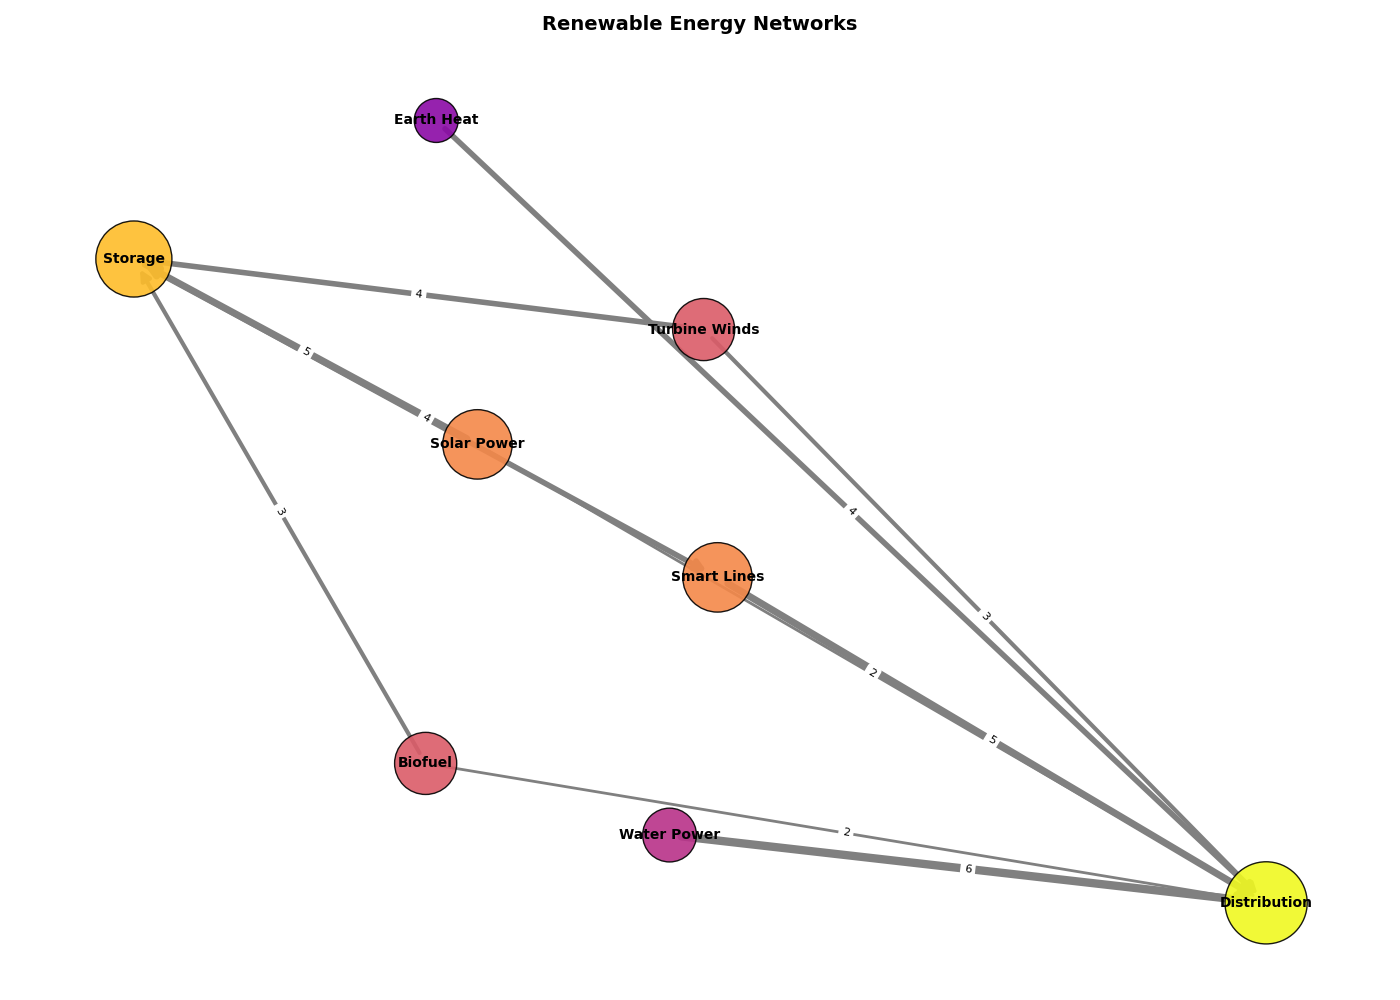 Renewable Energy Networks
Earth Heat
Storage
4
Turbine Winds
5
4
Solar Power
3
4
Smart Lines
3
2
5
Biofuel
2
Water Power
6
Distribution